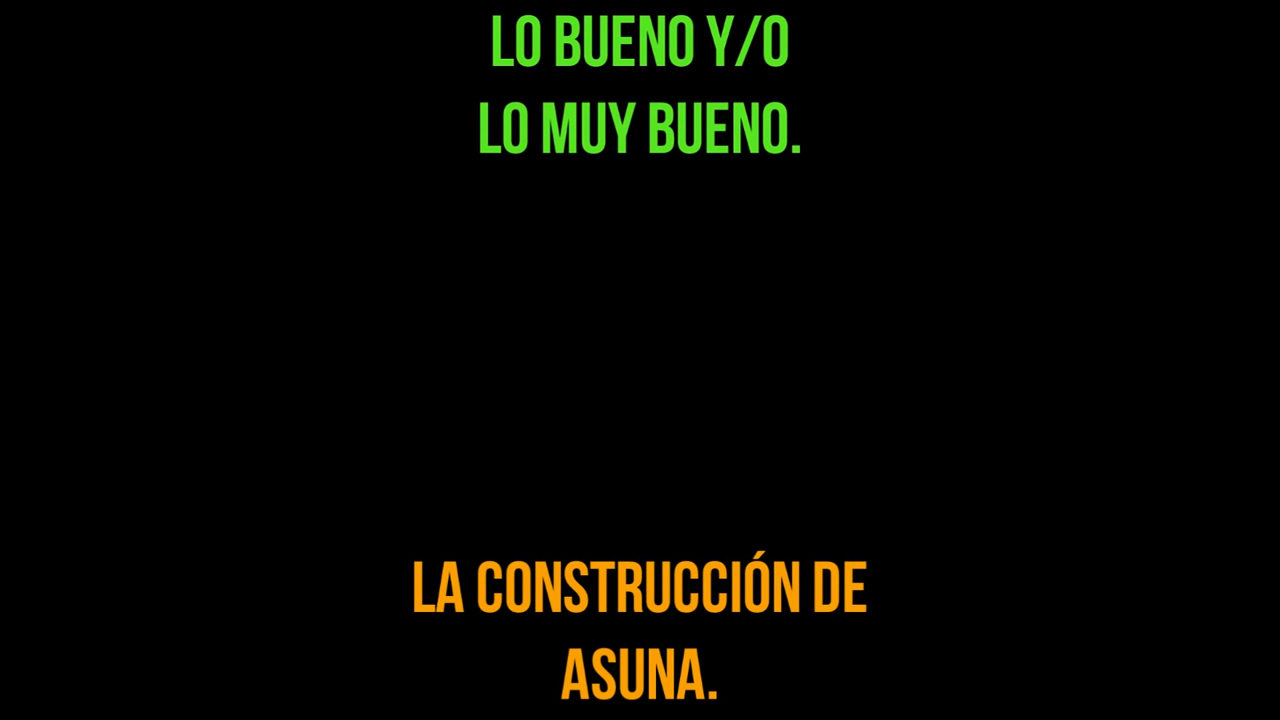 LO BUENO Y/O
LO MUY BUENO.
LA CONSTRUCCIÓN DE
ASUNA.